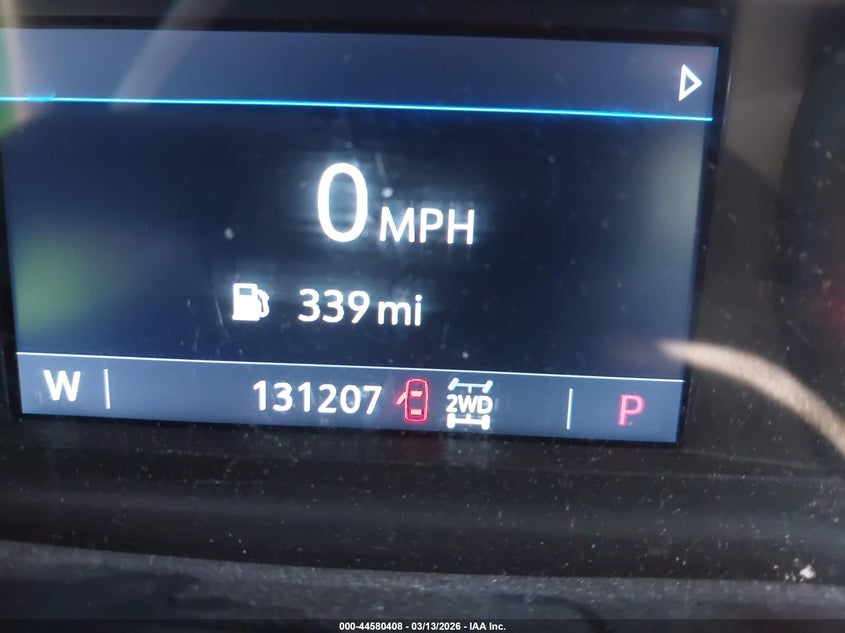 0 MPH
339 mi
W 131207 2WD P
000-44580408 - 03/13/2026 - IAA Inc.